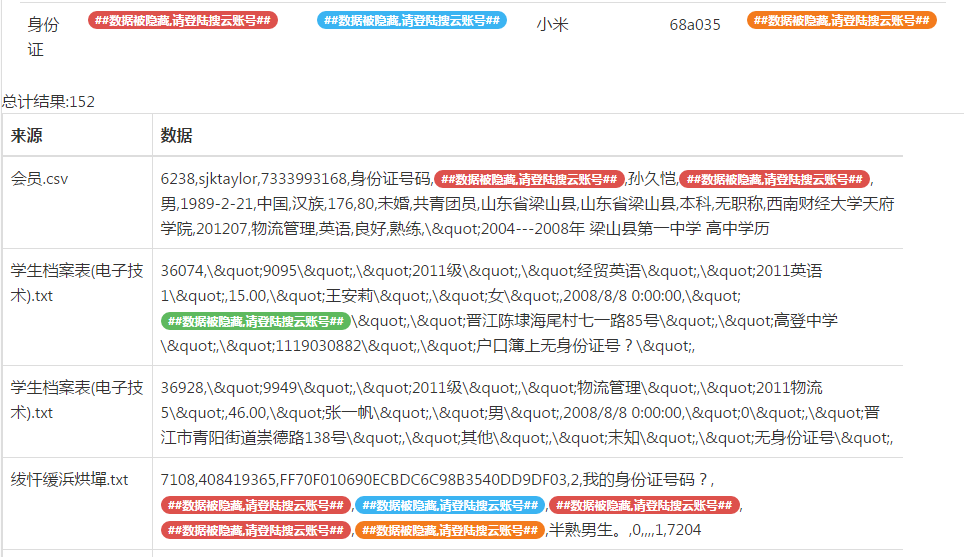 身份 ##数据被隐藏,请登陆搜云账号## ##数据被隐藏,请登陆搜云账号## 小米 68a035 ##数据被隐藏,请登陆搜云账号##
证
总计结果:152
来源 数据
会员.csv 6238,sjktaylor,7333993168,身份证号码,##数据被隐藏,请登陆搜云账号##,孙久恺,##数据被隐藏,请登陆搜云账号##,
男,1989-2-21,中国,汉族,176,80,未婚,共青团员,山东省梁山县,山东省梁山县,本科,无职称,西南财经大学天府
学院,201207,物流管理,英语,良好,熟练,\&quot;2004---2008年 梁山县第一中学 高中学历
学生档案表(电子技 36074,\&quot;9095\&quot;,\&quot;2011级\&quot;,\&quot;经贸英语\&quot;,\&quot;2011英语
术).txt 1\&quot;,15.00,\&quot;王安莉\&quot;,\&quot;女\&quot;,2008/8/8 0:00:00,\&quot;
##数据被隐藏,请登陆搜云账号##\&quot;,\&quot;晋江陈埭海尾村七一路85号\&quot;,\&quot;高登中学
\&quot;,\&quot;1119030882\&quot;,\&quot;户口簿上无身份证号？\&quot;,
学生档案表(电子技 36928,\&quot;9949\&quot;,\&quot;2011级\&quot;,\&quot;物流管理\&quot;,\&quot;2011物流
术).txt 5\&quot;,46.00,\&quot;张一帆\&quot;,\&quot;男\&quot;,2008/8/8 0:00:00,\&quot;0\&quot;,\&quot;晋
江市青阳街道崇德路138号\&quot;,\&quot;其他\&quot;,\&quot;未知\&quot;,\&quot;无身份证号\&quot;,
绂忓缓浜烘墠.txt 7108,408419365,FF70F010690ECBDC6C98B3540DD9DF03,2,我的身份证号码？,
##数据被隐藏,请登陆搜云账号##,##数据被隐藏,请登陆搜云账号##,##数据被隐藏,请登陆搜云账号##,
##数据被隐藏,请登陆搜云账号##,##数据被隐藏,请登陆搜云账号##,半熟男生。,0,,,,1,7204